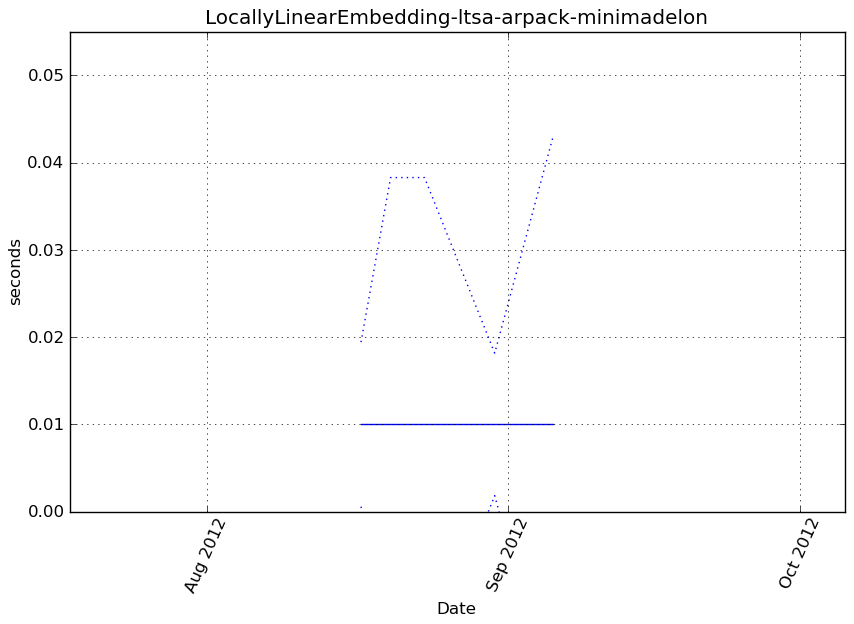 LocallyLinearEmbedding-ltsa-arpack-minimadelon
0.05
0.04
0.03
0.02
0.01
0.00
seconds
Aug 2012
Sep 2012
Oct 2012
Date